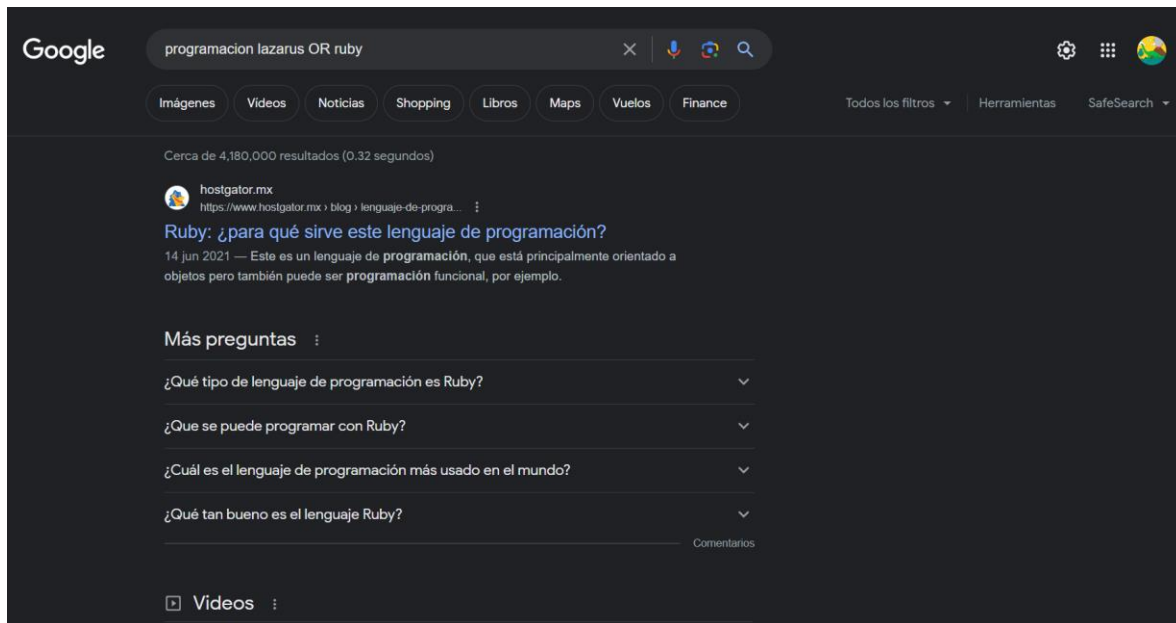 Google
programacion lazarus OR ruby
Imágenes Videos Noticias Shopping Libros Maps Vuelos Finance Todos los filtros Herramientas SafeSearch
Cerca de 4,180,000 resultados (0.32 segundos)
hostgator.mx
https://www.hostgator.mx › blog › lenguaje-de-progra...
Ruby: ¿para qué sirve este lenguaje de programación?
14 jun 2021 — Este es un lenguaje de programación, que está principalmente orientado a
objetos pero también puede ser programación funcional, por ejemplo.
Más preguntas
¿Qué tipo de lenguaje de programación es Ruby?
¿Que se puede programar con Ruby?
¿Cuál es el lenguaje de programación más usado en el mundo?
¿Qué tan bueno es el lenguaje Ruby?
Comentarios
Videos